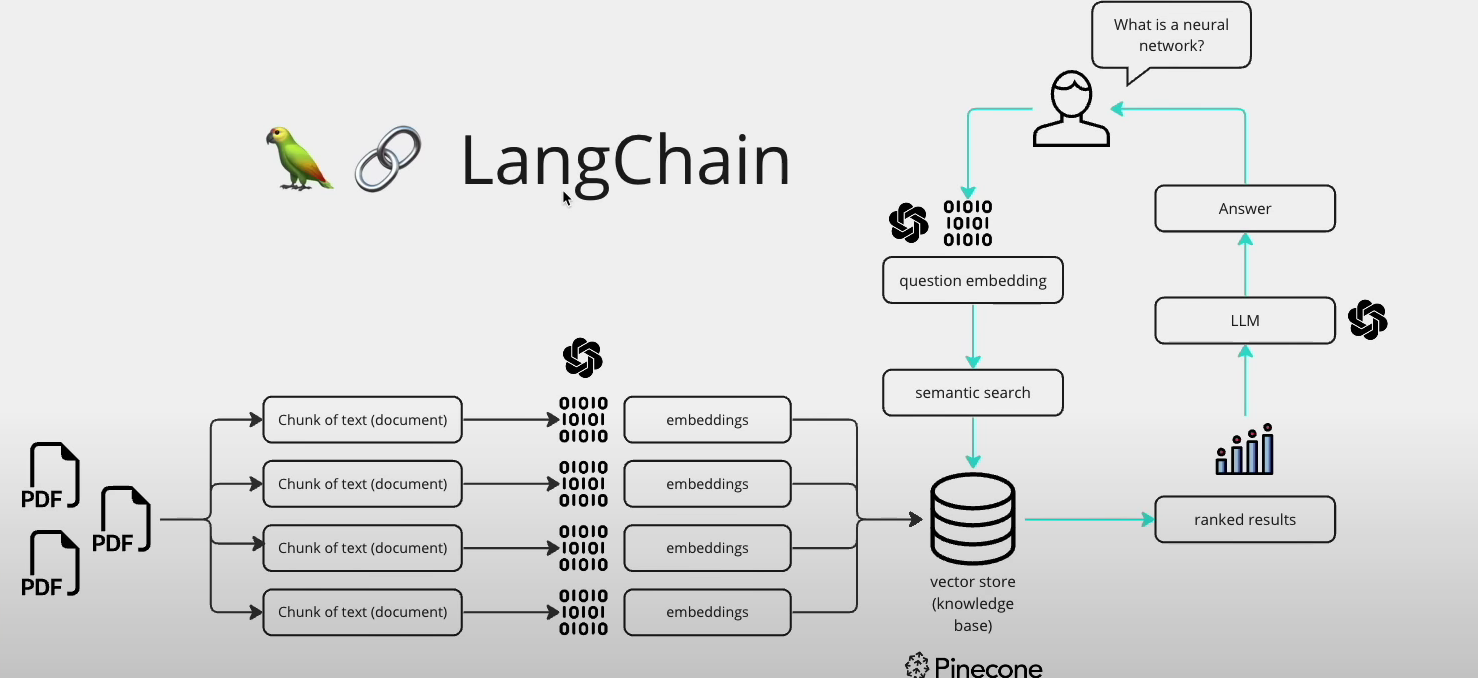 What is a neural
network?
LangChain
01010
10101
01010
Answer
question embedding
LLM
semantic search
01010
10101
01010
Chunk of text (document)
embeddings
01010
10101
01010
Chunk of text (document)
embeddings
01010
10101
01010
Chunk of text (document)
embeddings
01010
10101
01010
Chunk of text (document)
embeddings
PDF
PDF
PDF
ranked results
vector store
(knowledge
base)
Pinecone